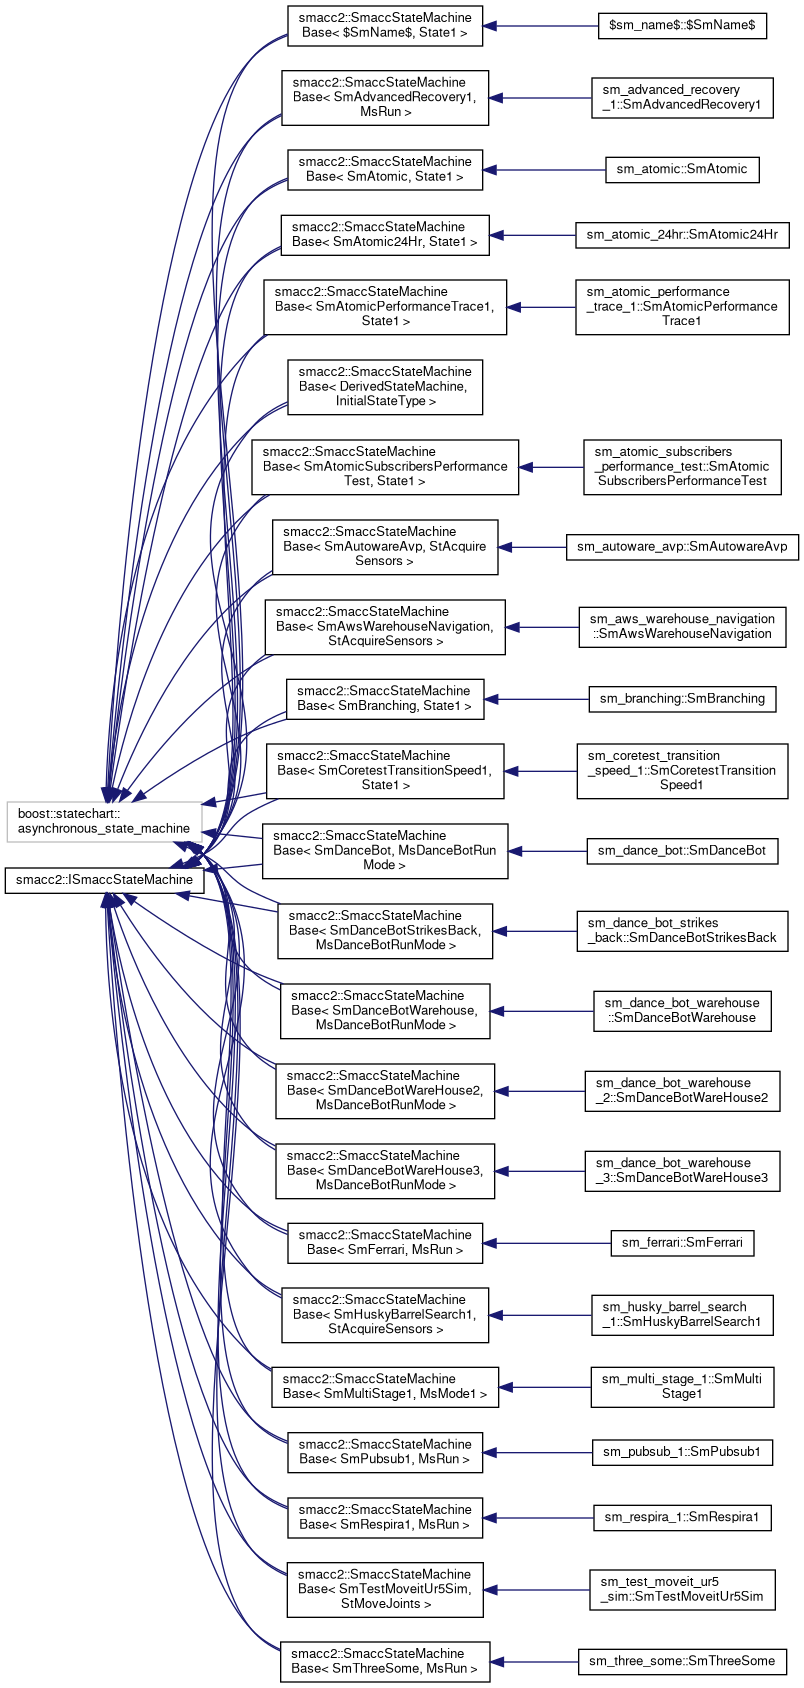 boost::statechart::
asynchronous_state_machine
smacc2::ISmaccStateMachine
smacc2::SmaccStateMachine
Base< $SmName$, State1 >
$sm_name$::$SmName$
smacc2::SmaccStateMachine
Base< SmAdvancedRecovery1,
MsRun >
sm_advanced_recovery
_1::SmAdvancedRecovery1
smacc2::SmaccStateMachine
Base< SmAtomic, State1 >
sm_atomic::SmAtomic
smacc2::SmaccStateMachine
Base< SmAtomic24Hr, State1 >
sm_atomic_24hr::SmAtomic24Hr
smacc2::SmaccStateMachine
Base< SmAtomicPerformanceTrace1,
State1 >
sm_atomic_performance
_trace_1::SmAtomicPerformance
Trace1
smacc2::SmaccStateMachine
Base< DerivedStateMachine,
InitialStateType >
smacc2::SmaccStateMachine
Base< SmAtomicSubscribersPerformance
Test, State1 >
sm_atomic_subscribers
_performance_test::SmAtomic
SubscribersPerformanceTest
smacc2::SmaccStateMachine
Base< SmAutowareAvp, StAcquire
Sensors >
sm_autoware_avp::SmAutowareAvp
smacc2::SmaccStateMachine
Base< SmAwsWarehouseNavigation,
StAcquireSensors >
sm_aws_warehouse_navigation
::SmAwsWarehouseNavigation
smacc2::SmaccStateMachine
Base< SmBranching, State1 >
sm_branching::SmBranching
smacc2::SmaccStateMachine
Base< SmCoretestTransitionSpeed1,
State1 >
sm_coretest_transition
_speed_1::SmCoretestTransition
Speed1
smacc2::SmaccStateMachine
Base< SmDanceBot, MsDanceBotRun
Mode >
sm_dance_bot::SmDanceBot
smacc2::SmaccStateMachine
Base< SmDanceBotStrikesBack,
MsDanceBotRunMode >
sm_dance_bot_strikes
_back::SmDanceBotStrikesBack
smacc2::SmaccStateMachine
Base< SmDanceBotWarehouse,
MsDanceBotRunMode >
sm_dance_bot_warehouse
::SmDanceBotWarehouse
smacc2::SmaccStateMachine
Base< SmDanceBotWareHouse2,
MsDanceBotRunMode >
sm_dance_bot_warehouse
_2::SmDanceBotWareHouse2
smacc2::SmaccStateMachine
Base< SmDanceBotWareHouse3,
MsDanceBotRunMode >
sm_dance_bot_warehouse
_3::SmDanceBotWareHouse3
smacc2::SmaccStateMachine
Base< SmFerrari, MsRun >
sm_ferrari::SmFerrari
smacc2::SmaccStateMachine
Base< SmHuskyBarrelSearch1,
StAcquireSensors >
sm_husky_barrel_search
_1::SmHuskyBarrelSearch1
smacc2::SmaccStateMachine
Base< SmMultiStage1, MsMode1 >
sm_multi_stage_1::SmMulti
Stage1
smacc2::SmaccStateMachine
Base< SmPubsub1, MsRun >
sm_pubsub_1::SmPubsub1
smacc2::SmaccStateMachine
Base< SmRespira1, MsRun >
sm_respira_1::SmRespira1
smacc2::SmaccStateMachine
Base< SmTestMoveitUr5Sim,
StMoveJoints >
sm_test_moveit_ur5
_sim::SmTestMoveitUr5Sim
smacc2::SmaccStateMachine
Base< SmThreeSome, MsRun >
sm_three_some::SmThreeSome